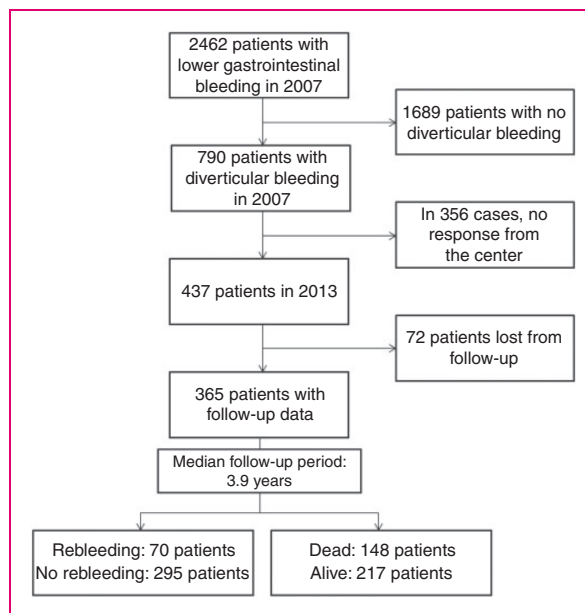 2462 patients with
lower gastrointestinal
bleeding in 2007
1689 patients with no
diverticular bleeding
790 patients with
diverticular bleeding
in 2007
In 356 cases, no
response from
the center
437 patients in 2013
72 patients lost from
follow-up
365 patients with
follow-up data
Median follow-up period:
3.9 years
Rebleeding: 70 patients
No rebleeding: 295 patients
Dead: 148 patients
Alive: 217 patients